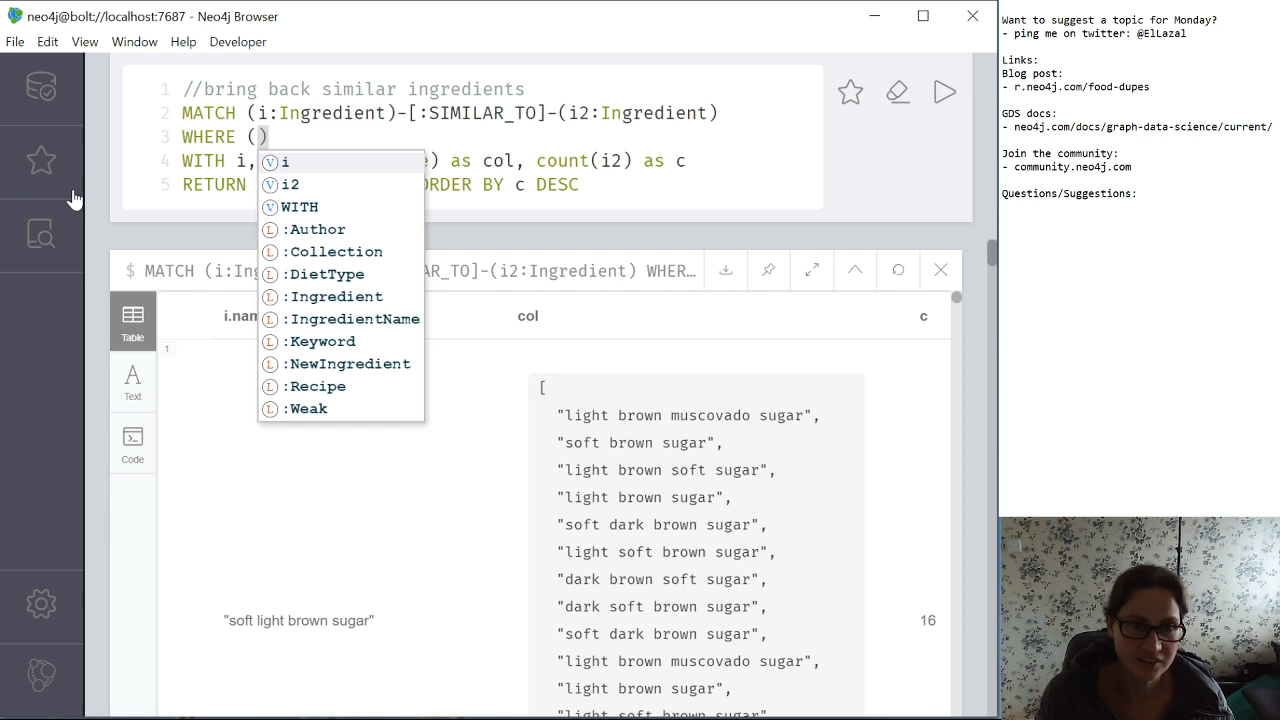 neo4j@bolt://localhost:7687 - Neo4j Browser
File Edit View Window Help Developer
1 //bring back similar ingredients
2 MATCH (i:Ingredient)-[:SIMILAR_TO]-(i2:Ingredient)
3 WHERE ()
4 WITH i, e) as col, count(i2) as c
5 RETURN ORDER BY c DESC
V i
V i2
V WITH
L :Author
L :Collection
L :DietType
L :Ingredient
L :IngredientName
L :Keyword
L :NewIngredient
L :Recipe
L :Weak
$ MATCH (i:Ing AR_TO]-(i2:Ingredient) WHER…
Table
Text
Code
i.nam col c
1
[
"light brown muscovado sugar",
"soft brown sugar",
"light brown soft sugar",
"light brown sugar",
"soft dark brown sugar",
"light soft brown sugar",
"dark brown soft sugar",
"dark soft brown sugar",
"soft light brown sugar" 16
"soft dark brown sugar",
"light brown muscovado sugar",
"light brown sugar",
"light soft brown sugar",
Want to suggest a topic for Monday?
- ping me on twitter: @ElLazal
Links:
Blog post:
- r.neo4j.com/food-dupes
GDS docs:
- neo4j.com/docs/graph-data-science/current/
Join the community:
- community.neo4j.com
Questions/Suggestions: